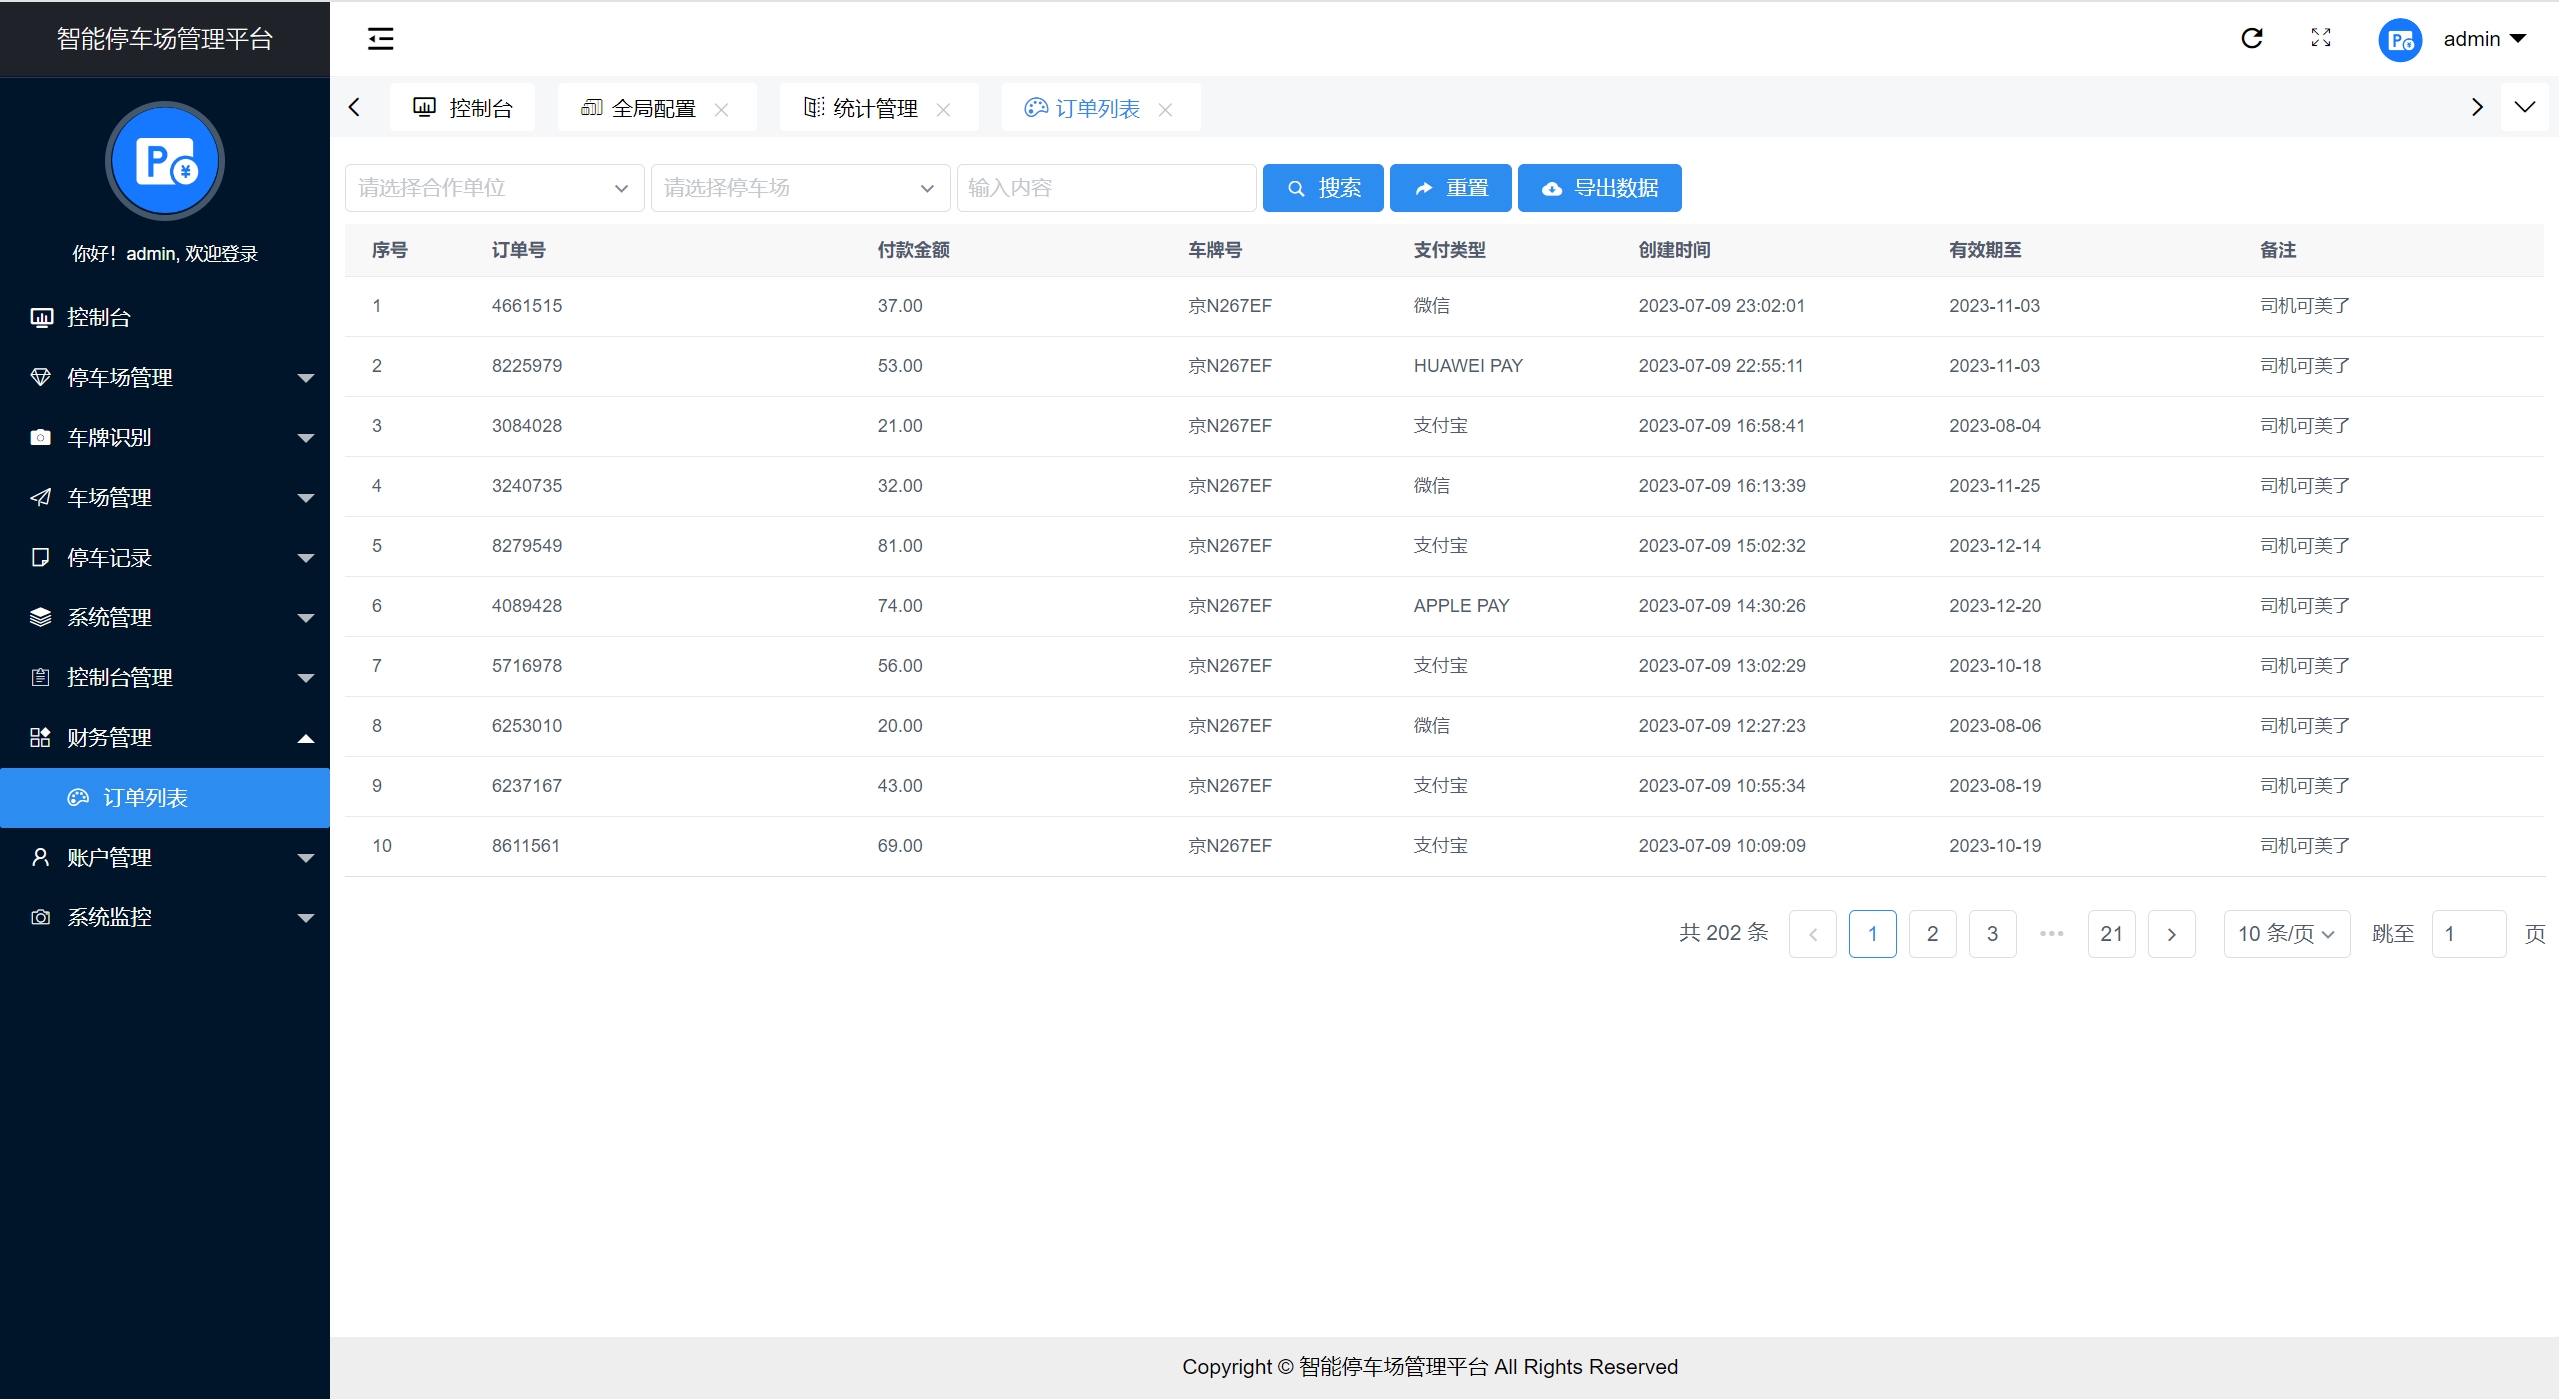 智能停车场管理平台
admin
控制台 全局配置 统计管理 订单列表
你好！admin, 欢迎登录
控制台
停车场管理
车牌识别
车场管理
停车记录
系统管理
控制台管理
财务管理
订单列表
账户管理
系统监控
请选择合作单位 请选择停车场 输入内容 搜索 重置 导出数据
序号 订单号 付款金额 车牌号 支付类型 创建时间 有效期至 备注
1 4661515 37.00 京N267EF 微信 2023-07-09 23:02:01 2023-11-03 司机可美了
2 8225979 53.00 京N267EF HUAWEI PAY 2023-07-09 22:55:11 2023-11-03 司机可美了
3 3084028 21.00 京N267EF 支付宝 2023-07-09 16:58:41 2023-08-04 司机可美了
4 3240735 32.00 京N267EF 微信 2023-07-09 16:13:39 2023-11-25 司机可美了
5 8279549 81.00 京N267EF 支付宝 2023-07-09 15:02:32 2023-12-14 司机可美了
6 4089428 74.00 京N267EF APPLE PAY 2023-07-09 14:30:26 2023-12-20 司机可美了
7 5716978 56.00 京N267EF 支付宝 2023-07-09 13:02:29 2023-10-18 司机可美了
8 6253010 20.00 京N267EF 微信 2023-07-09 12:27:23 2023-08-06 司机可美了
9 6237167 43.00 京N267EF 支付宝 2023-07-09 10:55:34 2023-08-19 司机可美了
10 8611561 69.00 京N267EF 支付宝 2023-07-09 10:09:09 2023-10-19 司机可美了
共 202 条 1 2 3 ••• 21 10 条/页 跳至 1 页
Copyright © 智能停车场管理平台 All Rights Reserved